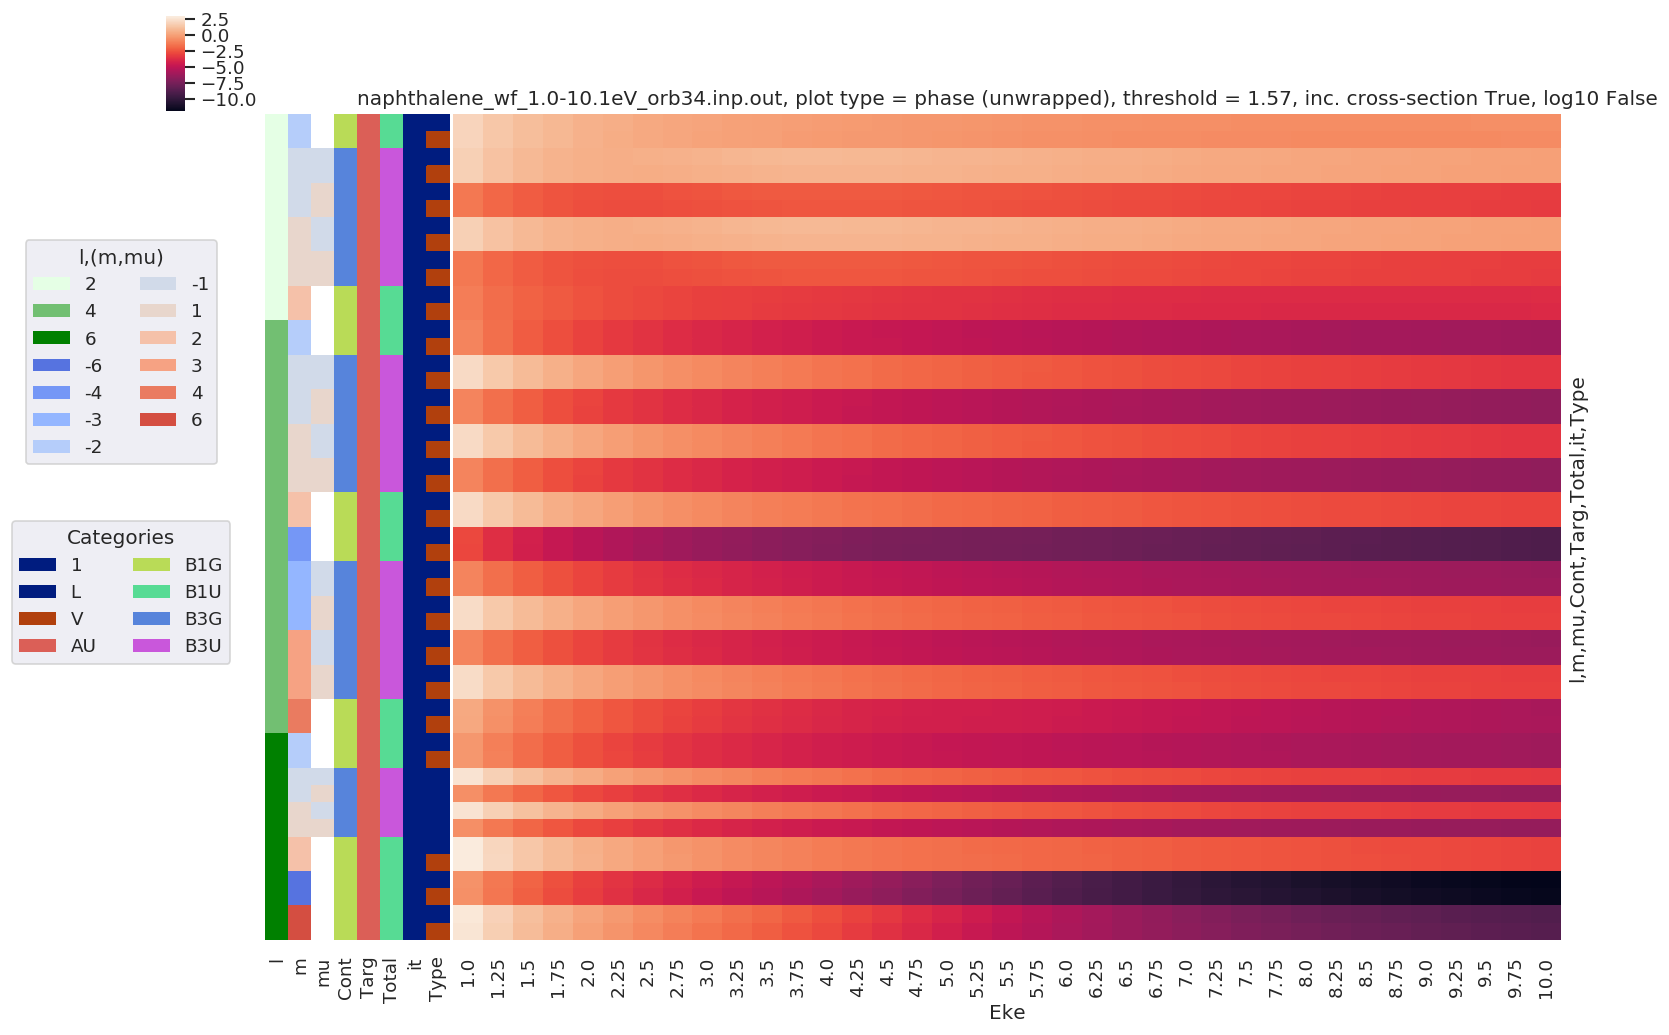 2.5
0.0
−2.5
−5.0
−7.5
−10.0
naphthalene_wf_1.0-10.1eV_orb34.inp.out, plot type = phase (unwrapped), threshold = 1.57, inc. cross-section True, log10 False
l,(m,mu)
2 -1
4 1
6 2
-6 3
-4 4
-3 6
-2
Categories
1 B1G
L B1U
V B3G
AU B3U
l,m,mu,Cont,Targ,Total,it,Type
l m mu Cont Targ Total it Type 1.0 1.25 1.5 1.75 2.0 2.25 2.5 2.75 3.0 3.25 3.5 3.75 4.0 4.25 4.5 4.75 5.0 5.25 5.5 5.75 6.0 6.25 6.5 6.75 7.0 7.25 7.5 7.75 8.0 8.25 8.5 8.75 9.0 9.25 9.5 9.75 10.0
Eke